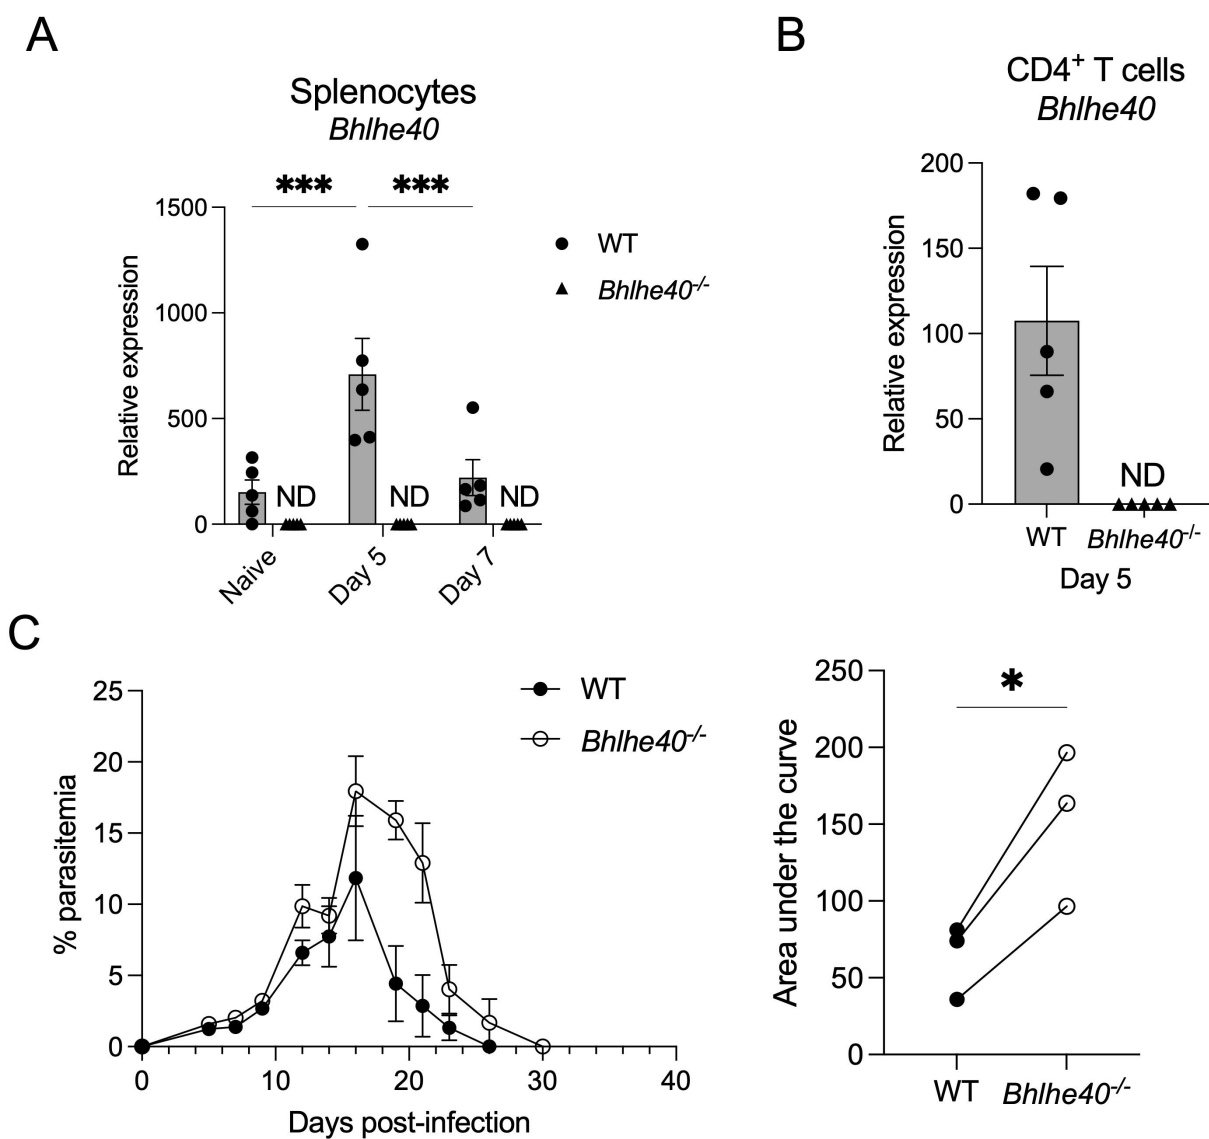 A
Splenocytes
Bhlhe40
*** ***
1500
1000
500
0
Relative expression
ND ND ND
Naive Day 5 Day 7
WT
Bhlhe40-/-
B
CD4+ T cells
Bhlhe40
200
150
100
50
0
Relative expression
ND
WT Bhlhe40-/-
Day 5
C
WT
Bhlhe40-/-
25
20
15
10
5
0
% parasitemia
0 10 20 30 40
Days post-infection
*
250
200
150
100
50
0
Area under the curve
WT Bhlhe40-/-